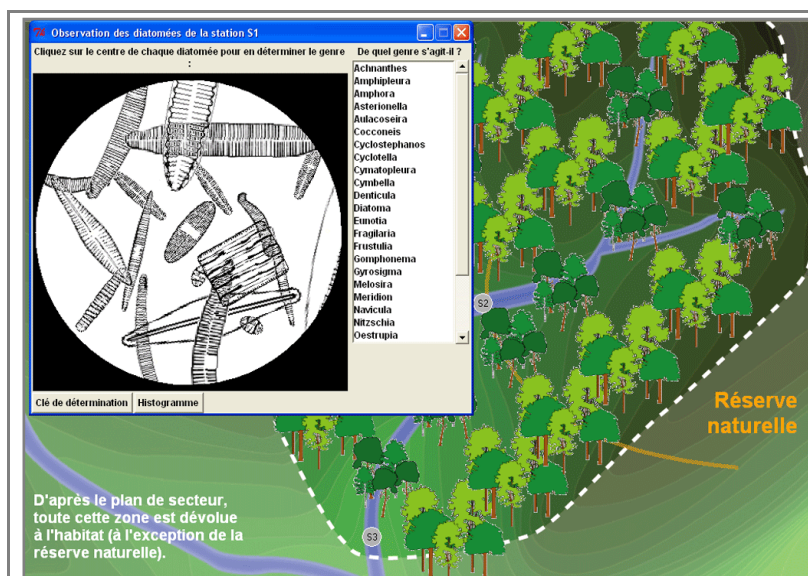 Observation des diatomées de la station S1
Cliquez sur le centre de chaque diatomée pour en déterminer le genre
:
De quel genre s'agit-il ?
Achnanthes
Amphipleura
Amphora
Asterionella
Aulacoseira
Cocconeis
Cyclostephanos
Cyclotella
Cymatopleura
Cymbella
Denticula
Diatoma
Eunotia
Fragilaria
Frustulia
Gomphonema
Gyrosigma
Melosira
Meridion
Navicula
Nitzschia
Oestrupia
Clé de détermination
Histogramme
S2
Réserve
naturelle
D'après le plan de secteur,
toute cette zone est dévolue
à l'habitat (à l'exception de la
réserve naturelle).
S3